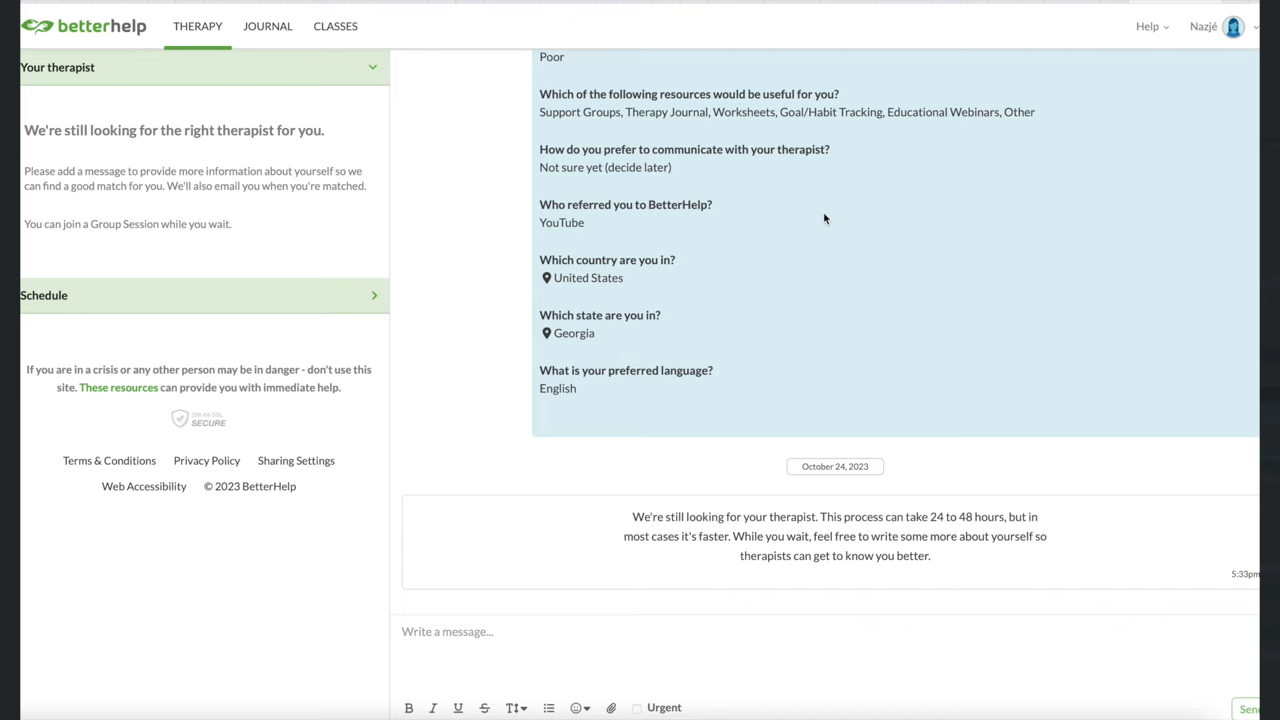 betterhelp
THERAPY
JOURNAL
CLASSES
Help
Nazjé
Your therapist
We're still looking for the right therapist for you.
Please add a message to provide more information about yourself so we
can find a good match for you. We'll also email you when you're matched.
You can join a Group Session while you wait.
Schedule
If you are in a crisis or any other person may be in danger - don't use this
site. These resources can provide you with immediate help.
256-bit SSL
SECURE
Terms & Conditions
Privacy Policy
Sharing Settings
Web Accessibility
© 2023 BetterHelp
Poor
Which of the following resources would be useful for you?
Support Groups, Therapy Journal, Worksheets, Goal/Habit Tracking, Educational Webinars, Other
How do you prefer to communicate with your therapist?
Not sure yet (decide later)
Who referred you to BetterHelp?
YouTube
Which country are you in?
United States
Which state are you in?
Georgia
What is your preferred language?
English
October 24, 2023
We're still looking for your therapist. This process can take 24 to 48 hours, but in
most cases it's faster. While you wait, feel free to write some more about yourself so
therapists can get to know you better.
5:33pm
Write a message...
B I U S T
Urgent
Send